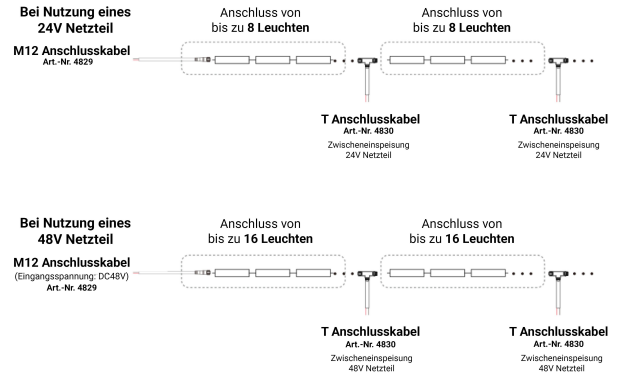 Bei Nutzung eines
24V Netzteil
M12 Anschlusskabel
Art.-Nr. 4829
Anschluss von
bis zu 8 Leuchten
Anschluss von
bis zu 8 Leuchten
T Anschlusskabel
Art.-Nr. 4830
Zwischeneinspeisung
24V Netzteil
T Anschlusskabel
Art.-Nr. 4830
Zwischeneinspeisung
24V Netzteil
Bei Nutzung eines
48V Netzteil
M12 Anschlusskabel
(Eingangsspannung: DC48V)
Art.-Nr. 4829
Anschluss von
bis zu 16 Leuchten
Anschluss von
bis zu 16 Leuchten
T Anschlusskabel
Art.-Nr. 4830
Zwischeneinspeisung
48V Netzteil
T Anschlusskabel
Art.-Nr. 4830
Zwischeneinspeisung
48V Netzteil